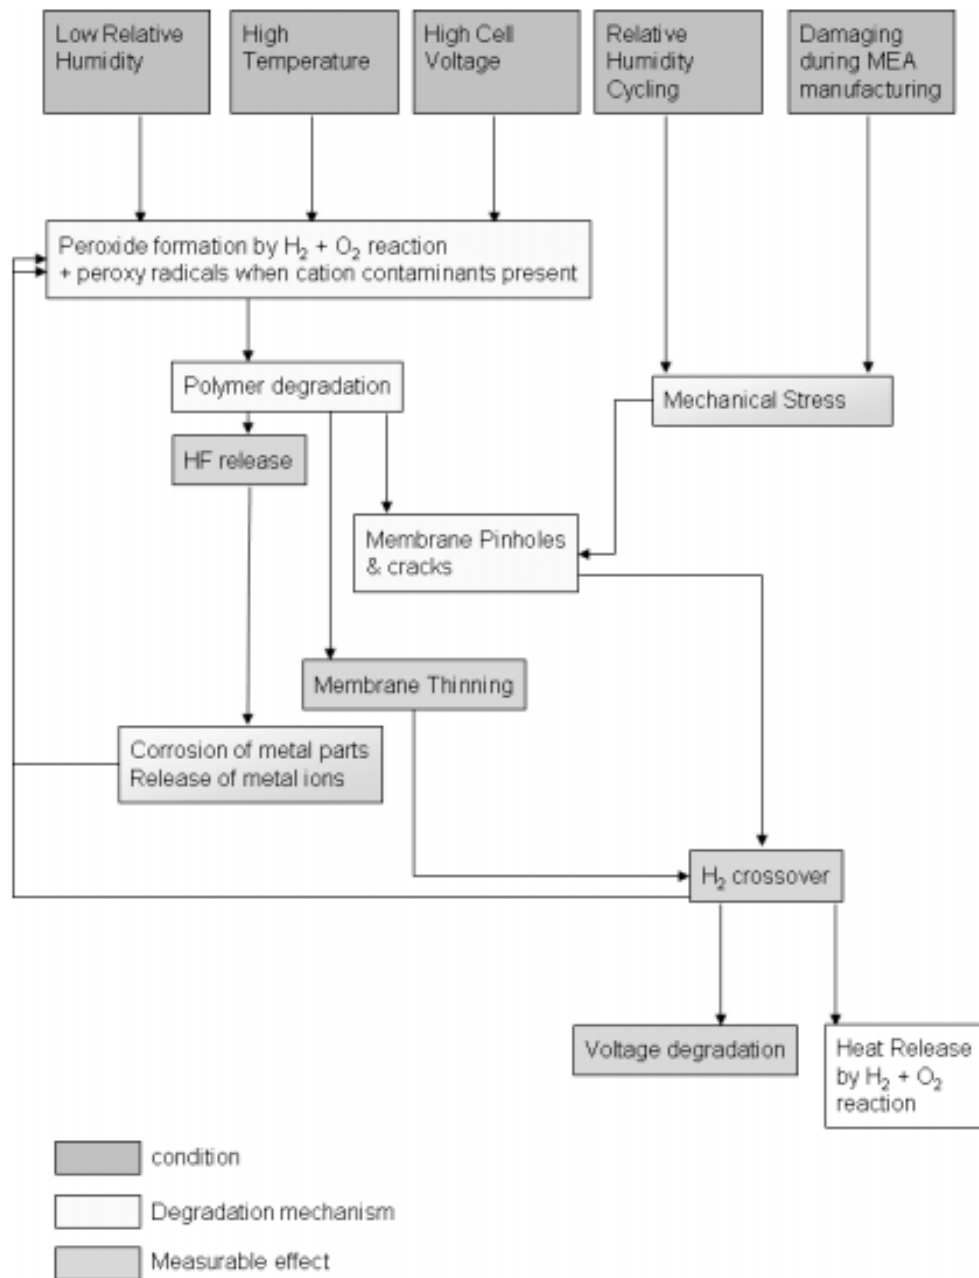 Low Relative
Humidity
High
Temperature
High Cell
Voltage
Relative
Humidity
Cycling
Damaging
during MEA
manufacturing
Peroxide formation by H₂ + O₂ reaction
+ peroxy radicals when cation contaminants present
Polymer degradation
Mechanical Stress
HF release
Membrane Pinholes
& cracks
Membrane Thinning
Corrosion of metal parts
Release of metal ions
H₂ crossover
Voltage degradation
Heat Release
by H₂ + O₂
reaction
condition
Degradation mechanism
Measurable effect